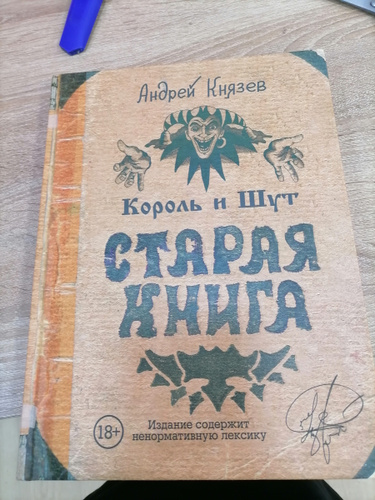 Андрей Князев
Король и Шут
СТАРАЯ
КНИГА
18+
Издание содержит
ненормативную лексику